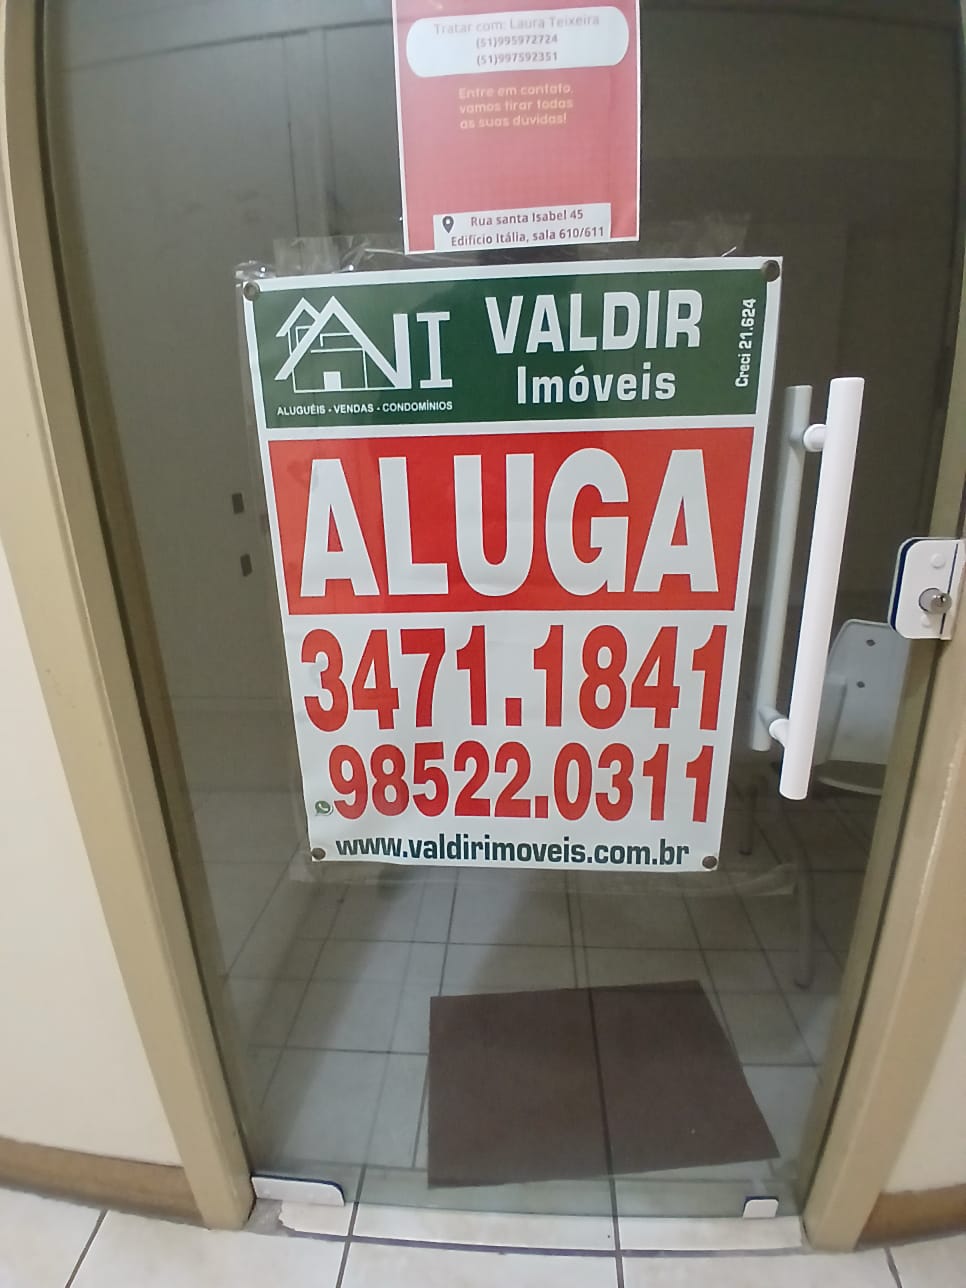 Tratar com: Laura Teixeira
(51)995972724
(51)997592351
Entre em contato,
vamos tirar todas
as suas dúvidas!
Rua santa Isabel 45
Edifício Itália, sala 610/611
VALDIR
Imóveis
Creci 21.624
ALUGUÉIS - VENDAS - CONDOMÍNIOS
ALUGA
3471.1841
98522.0311
www.valdirimoveis.com.br